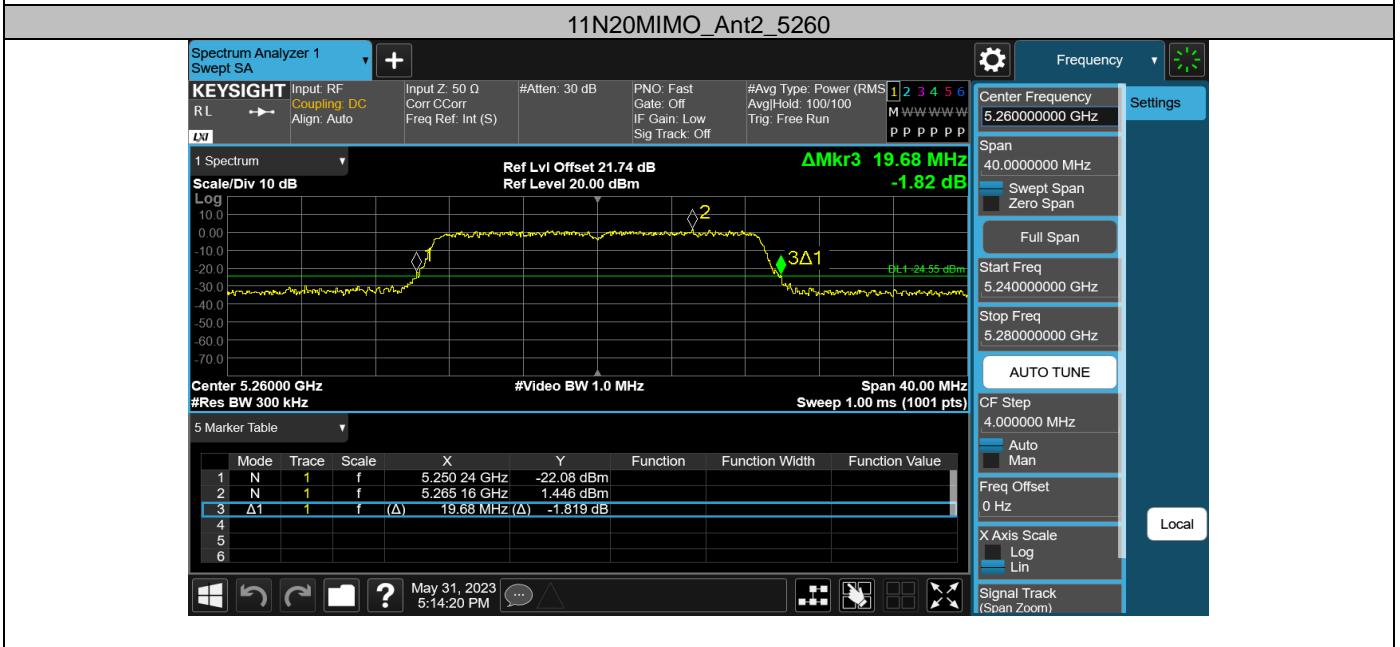 11N20MIMO_Ant2_5260
Spectrum Analyzer 1
Swept SA
+
Frequency
KEYSIGHT
RL
LXI
Input: RF
Coupling: DC
Align: Auto
Input Z: 50 Ω
Corr CCorr
Freq Ref: Int (S)
#Atten: 30 dB
PNO: Fast
Gate: Off
IF Gain: Low
Sig Track: Off
#Avg Type: Power (RMS
Avg|Hold: 100/100
Trig: Free Run
1 2 3 4 5 6
M W W W W W
P P P P P P
1 Spectrum
Scale/Div 10 dB
Ref Lvl Offset 21.74 dB
Ref Level 20.00 dBm
ΔMkr3 19.68 MHz
-1.82 dB
Log
10.0
0.00
-10.0
-20.0
-30.0
-40.0
-50.0
-60.0
-70.0
1
2
3Δ1
DL1 -24.55 dBm
Center 5.26000 GHz
#Video BW 1.0 MHz
Span 40.00 MHz
#Res BW 300 kHz
Sweep 1.00 ms (1001 pts)
5 Marker Table
Mode Trace Scale X Y Function Function Width Function Value
1 N 1 f 5.250 24 GHz -22.08 dBm
2 N 1 f 5.265 16 GHz 1.446 dBm
3 Δ1 1 f (Δ) 19.68 MHz (Δ) -1.819 dB
4
5
6
Center Frequency
5.260000000 GHz
Settings
Span
40.0000000 MHz
Swept Span
Zero Span
Full Span
Start Freq
5.240000000 GHz
Stop Freq
5.280000000 GHz
AUTO TUNE
CF Step
4.000000 MHz
Auto
Man
Freq Offset
0 Hz
Local
X Axis Scale
Log
Lin
Signal Track
(Span Zoom)
?
May 31, 2023
5:14:20 PM